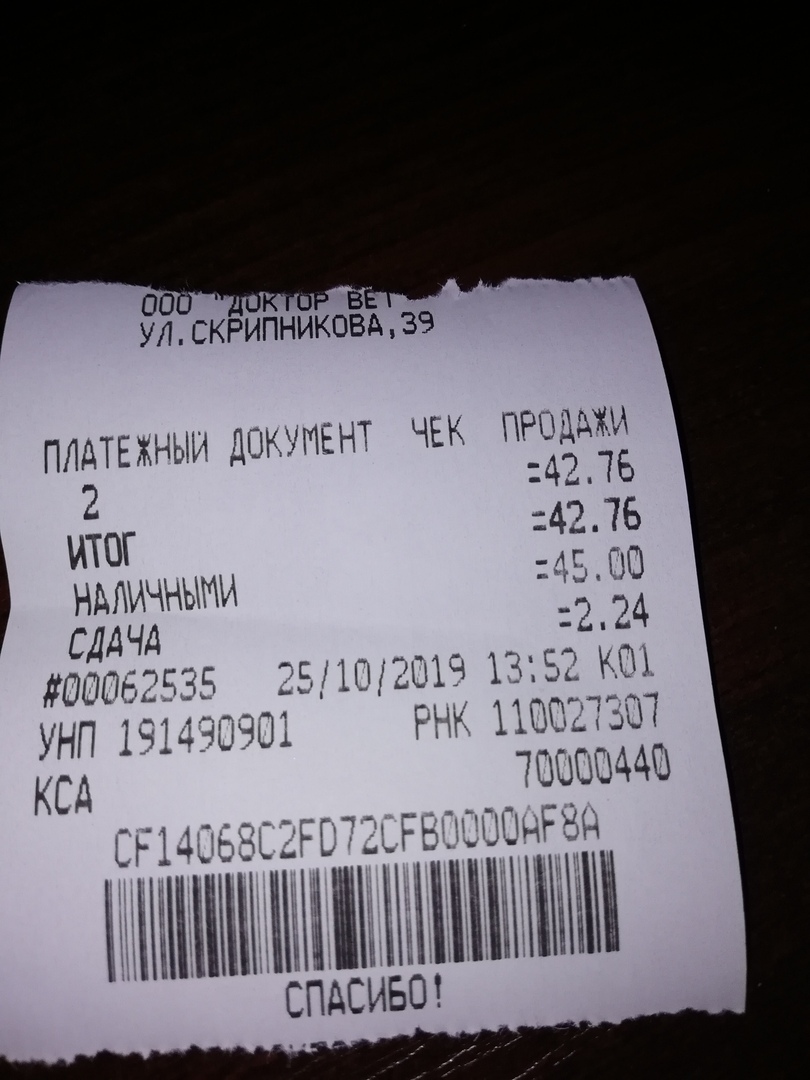 ООО "ДОКТОР ВЕТ
УЛ.СКРИПНИКОВА,39
ПЛАТЕЖНЫЙ ДОКУМЕНТ ЧЕК ПРОДАЖИ
2 =42.76
ИТОГ =42.76
НАЛИЧНЫМИ =45.00
СДАЧА =2.24
#00062535 25/10/2019 13:52 К01
УНП 191490901 РНК 110027307
КСА 70000440
CF14068C2FD72CFB0000AF8A
СПАСИБО!